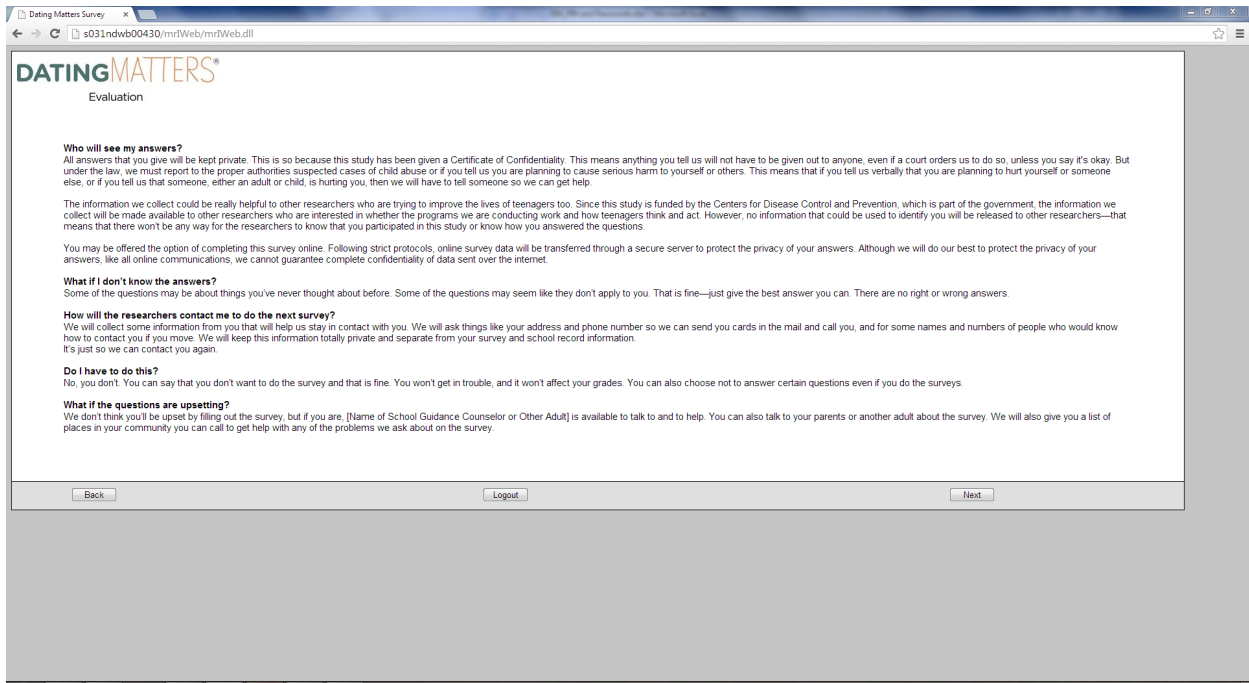 Dating Matters Survey
s031ndwb00430/mrIWeb/mrIWeb.dll
DATINGMATTERS®
Evaluation
Who will see my answers?
All answers that you give will be kept private. This is so because this study has been given a Certificate of Confidentiality. This means anything you tell us will not have to be given out to anyone, even if a court orders us to do so, unless you say it's okay. But
under the law, we must report to the proper authorities suspected cases of child abuse or if you tell us you are planning to cause serious harm to yourself or others. This means that if you tell us verbally that you are planning to hurt yourself or someone
else, or if you tell us that someone, either an adult or child, is hurting you, then we will have to tell someone so we can get help.
The information we collect could be really helpful to other researchers who are trying to improve the lives of teenagers too. Since this study is funded by the Centers for Disease Control and Prevention, which is part of the government, the information we
collect will be made available to other researchers who are interested in whether the programs we are conducting work and how teenagers think and act. However, no information that could be used to identify you will be released to other researchers—that
means that there won't be any way for the researchers to know that you participated in this study or know how you answered the questions.
You may be offered the option of completing this survey online. Following strict protocols, online survey data will be transferred through a secure server to protect the privacy of your answers. Although we will do our best to protect the privacy of your
answers, like all online communications, we cannot guarantee complete confidentiality of data sent over the internet.
What if I don't know the answers?
Some of the questions may be about things you've never thought about before. Some of the questions may seem like they don't apply to you. That is fine—just give the best answer you can. There are no right or wrong answers.
How will the researchers contact me to do the next survey?
We will collect some information from you that will help us stay in contact with you. We will ask things like your address and phone number so we can send you cards in the mail and call you, and for some names and numbers of people who would know
how to contact you if you move. We will keep this information totally private and separate from your survey and school record information.
It's just so we can contact you again.
Do I have to do this?
No, you don't. You can say that you don't want to do the survey and that is fine. You won't get in trouble, and it won't affect your grades. You can also choose not to answer certain questions even if you do the surveys.
What if the questions are upsetting?
We don't think you'll be upset by filling out the survey, but if you are, [Name of School Guidance Counselor or Other Adult] is available to talk to and to help. You can also talk to your parents or another adult about the survey. We will also give you a list of
places in your community you can call to get help with any of the problems we ask about on the survey.
Back
Logout
Next